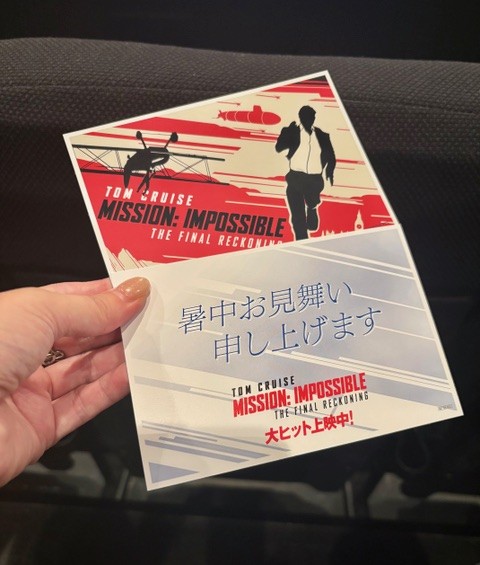 TOM CRUISE
MISSION: IMPOSSIBLE
THE FINAL RECKONING
暑中お見舞い
申し上げます
TOM CRUISE
MISSION: IMPOSSIBLE
THE FINAL RECKONING
大ヒット上映中!